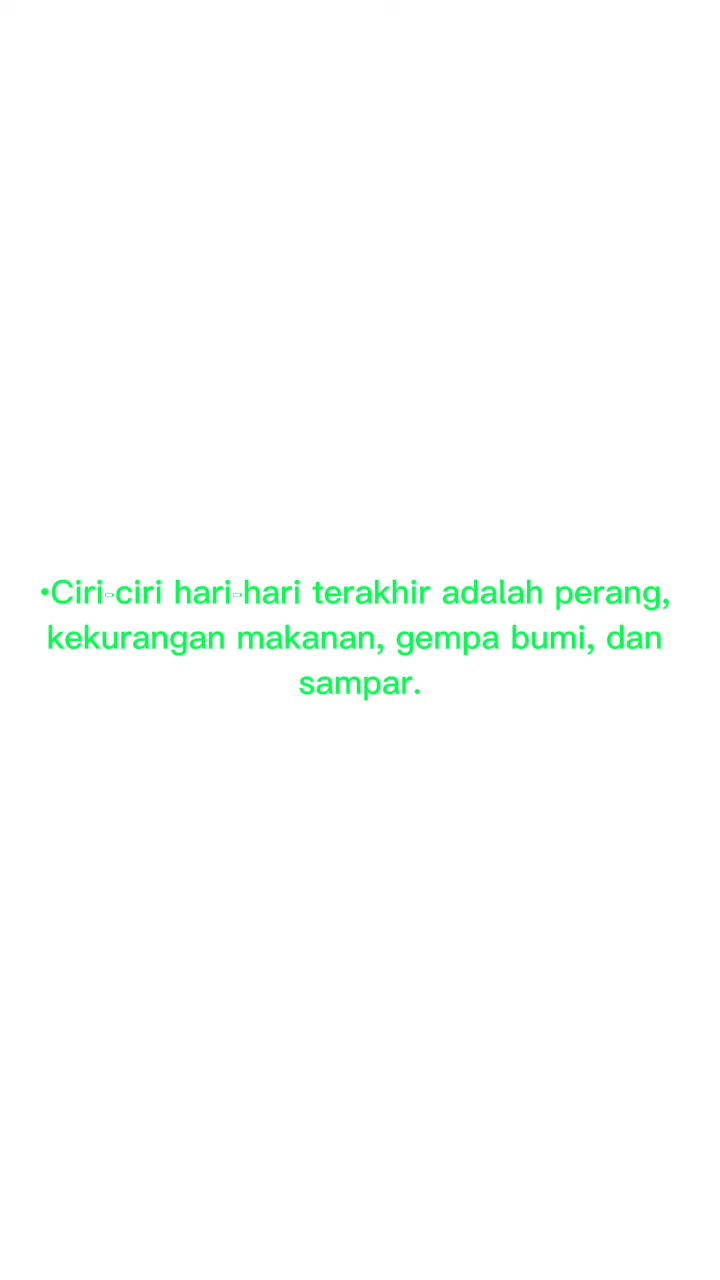 •Ciri-ciri hari-hari terakhir adalah perang,
kekurangan makanan, gempa bumi, dan
sampar.